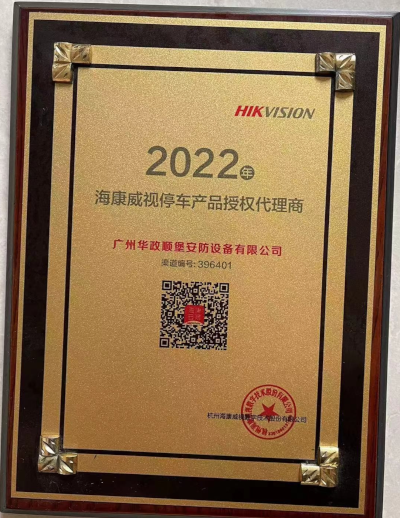 HIKVISION
2022年
海康威视停车产品授权代理商
广州华政顺堡安防设备有限公司
渠道编号:396401
杭州海康威视数字技术股份有限公司